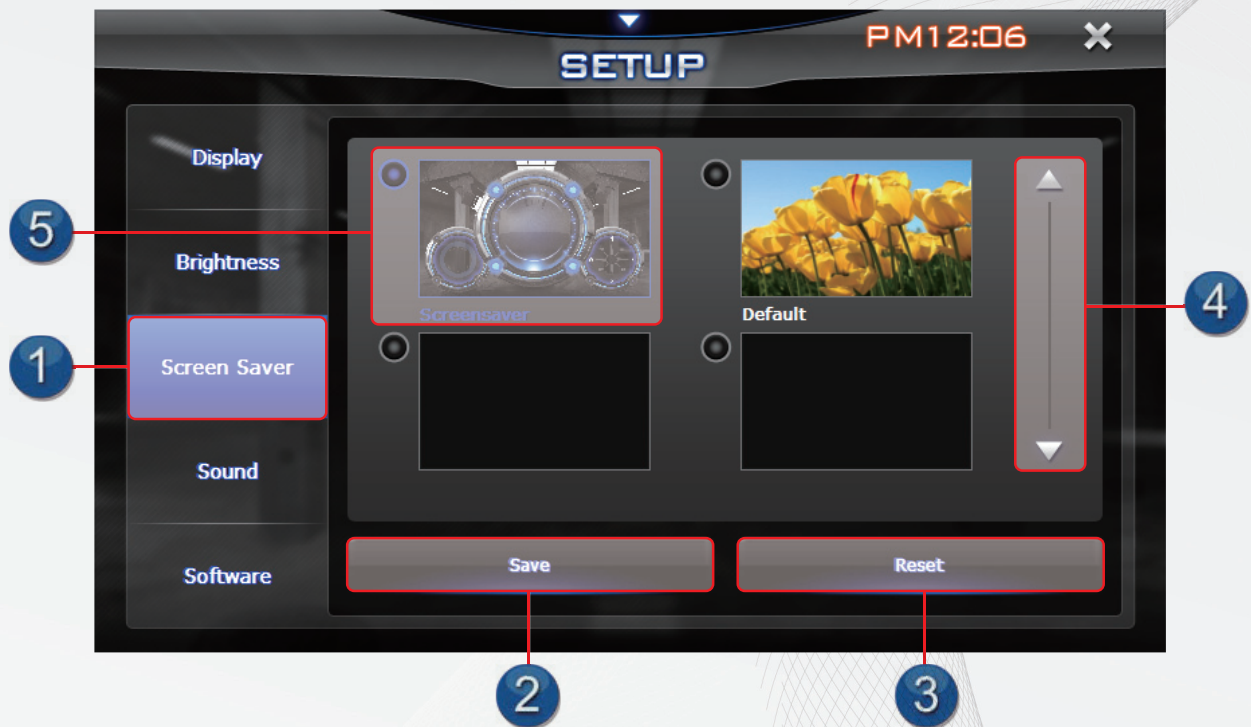 PM12:06
SETUP
Display
Brightness
Screen Saver
Sound
Software
Screensaver
Default
Save
Reset
5
1
4
2
3